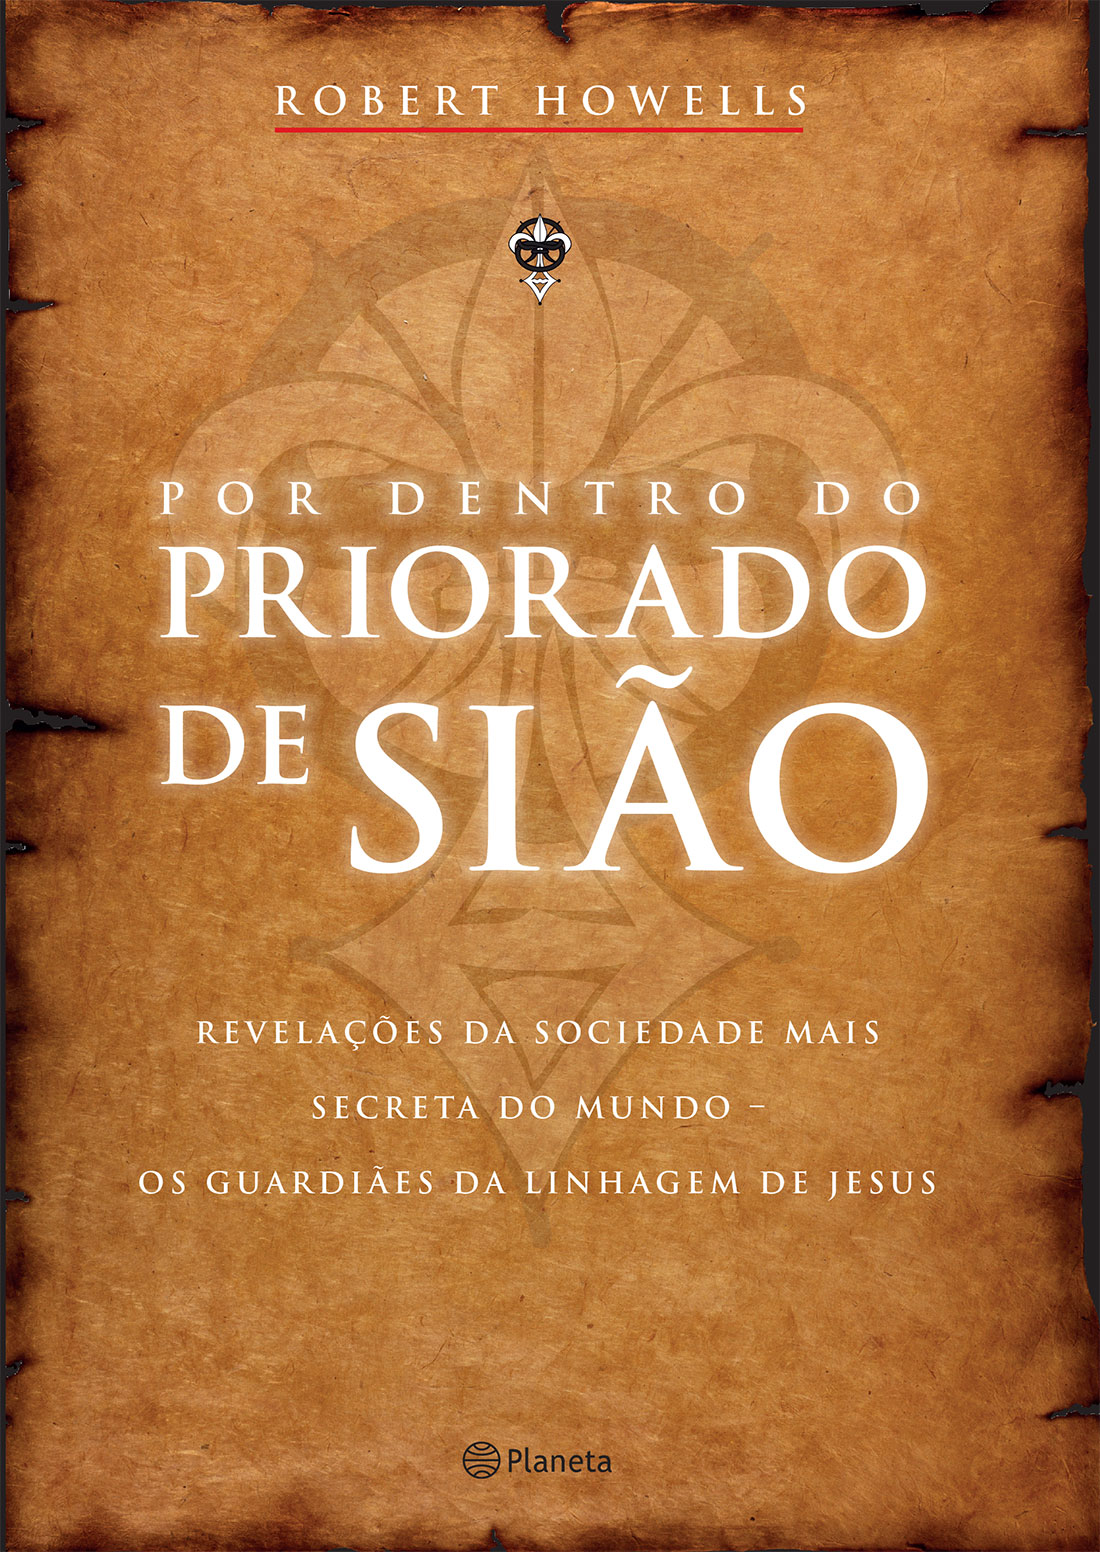 ROBERT HOWELLS
POR DENTRO DO
PRIORADO
DE SIÃO
REVELAÇÕES DA SOCIEDADE MAIS
SECRETA DO MUNDO –
OS GUARDIÃES DA LINHAGEM DE JESUS
Planeta